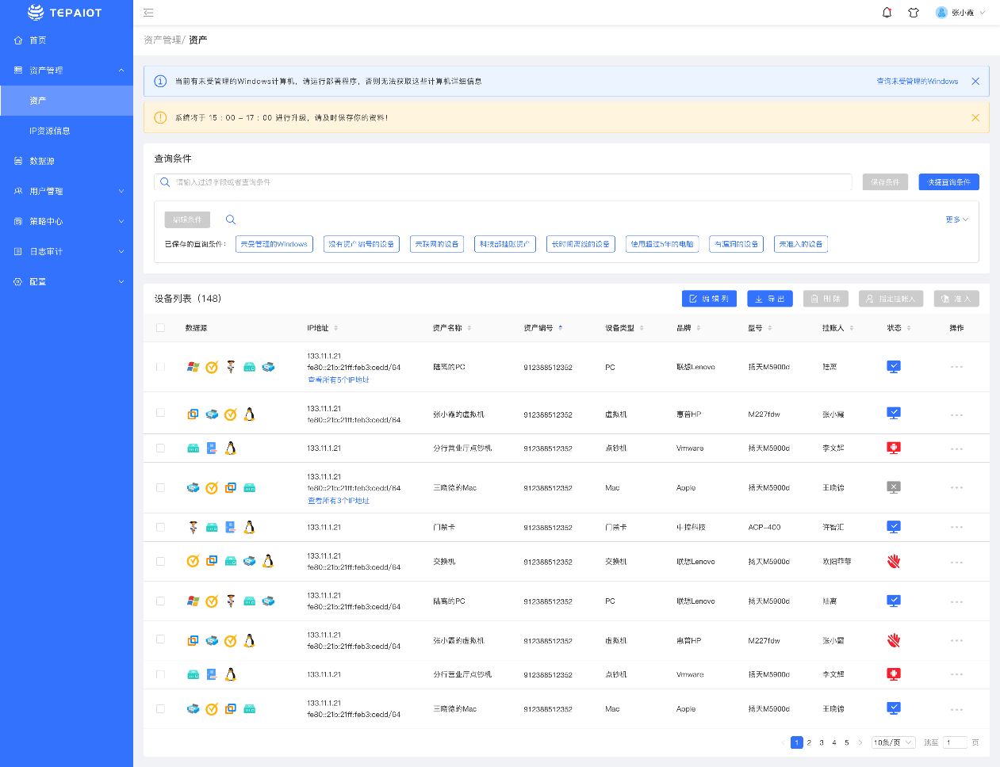 TEPAIOT
张小霞
首页
资产管理
资产
IP资源信息
数据源
用户管理
策略中心
日志审计
配置
资产管理/ 资产
当前有未受管理的Windows计算机，请运行部署程序，否则无法获取这些计算机详细信息 查询未受管理的Windows
系统将于 15：00 - 17：00 进行升级，请及时保存你的资料！
查询条件
请输入过滤字段或者查询条件 保存条件 快捷查询条件
编辑条件 更多
已保存的查询条件： 未受管理的Windows 没有资产编号的设备 未联网的设备 科技部挂账资产 长时间离线的设备 使用超过5年的电脑 有漏洞的设备 未准入的设备
设备列表（148） 编辑列 导出 删除 指定挂账人 准入
数据源 IP地址 资产名称 资产编号 设备类型 品牌 型号 挂账人 状态 操作
133.11.1.21
fe80::21b:21ff:feb3:cedd/64 陆离的PC 912388512352 PC 联想Lenovo 扬天M5900d 陆离
查看所有5个IP地址
133.11.1.21
fe80::21b:21ff:feb3:cedd/64 张小霞的虚拟机 912388512352 虚拟机 惠普HP M227fdw 张小霞
133.11.1.21 分行营业厅点钞机 912388512352 点钞机 Vmware 扬天M5900d 李文辉
133.11.1.21
fe80::21b:21ff:feb3:cedd/64 王晓德的Mac 912388512352 Mac Apple 扬天M5900d 王晓德
查看所有3个IP地址
133.11.1.21 门禁卡 912388512352 门禁卡 中控科技 ACP-400 许智汇
133.11.1.21
fe80::21b:21ff:feb3:cedd/64 交换机 912388512352 交换机 联想Lenovo 扬天M5900d 欧阳菲菲
133.11.1.21
fe80::21b:21ff:feb3:cedd/64 陆离的PC 912388512352 PC 联想Lenovo 扬天M5900d 陆离
133.11.1.21
fe80::21b:21ff:feb3:cedd/64 张小霞的虚拟机 912388512352 虚拟机 惠普HP M227fdw 张小霞
133.11.1.21 分行营业厅点钞机 912388512352 点钞机 Vmware 扬天M5900d 李文辉
133.11.1.21
fe80::21b:21ff:feb3:cedd/64 王晓德的Mac 912388512352 Mac Apple 扬天M5900d 王晓德
1 2 3 4 5 10条/页 跳至 1 页